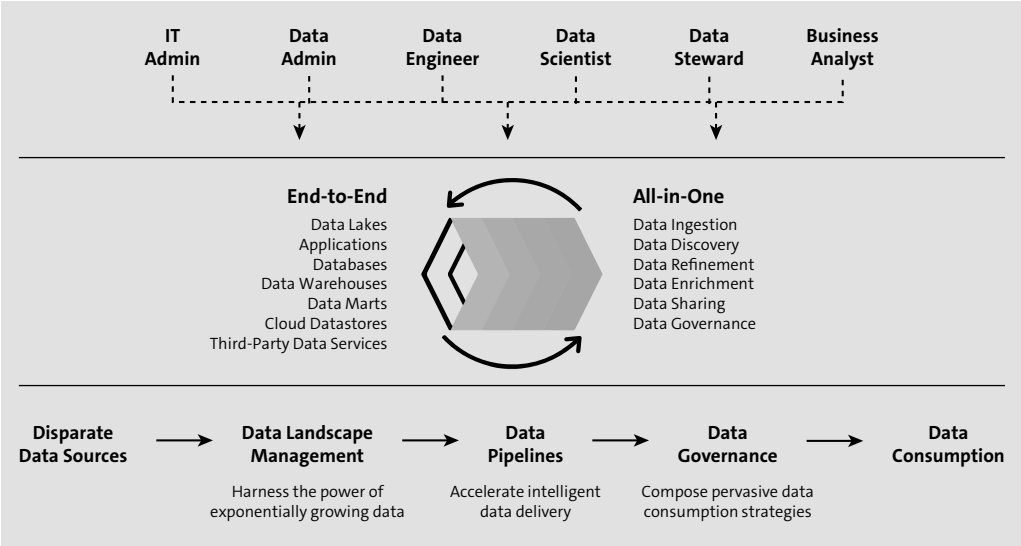 IT
Admin
Data
Admin
Data
Engineer
Data
Scientist
Data
Steward
Business
Analyst
End-to-End
Data Lakes
Applications
Databases
Data Warehouses
Data Marts
Cloud Datastores
Third-Party Data Services
All-in-One
Data Ingestion
Data Discovery
Data Refinement
Data Enrichment
Data Sharing
Data Governance
Disparate
Data Sources
Data Landscape
Management
Harness the power of
exponentially growing data
Data
Pipelines
Accelerate intelligent
data delivery
Data
Governance
Compose pervasive data
consumption strategies
Data
Consumption